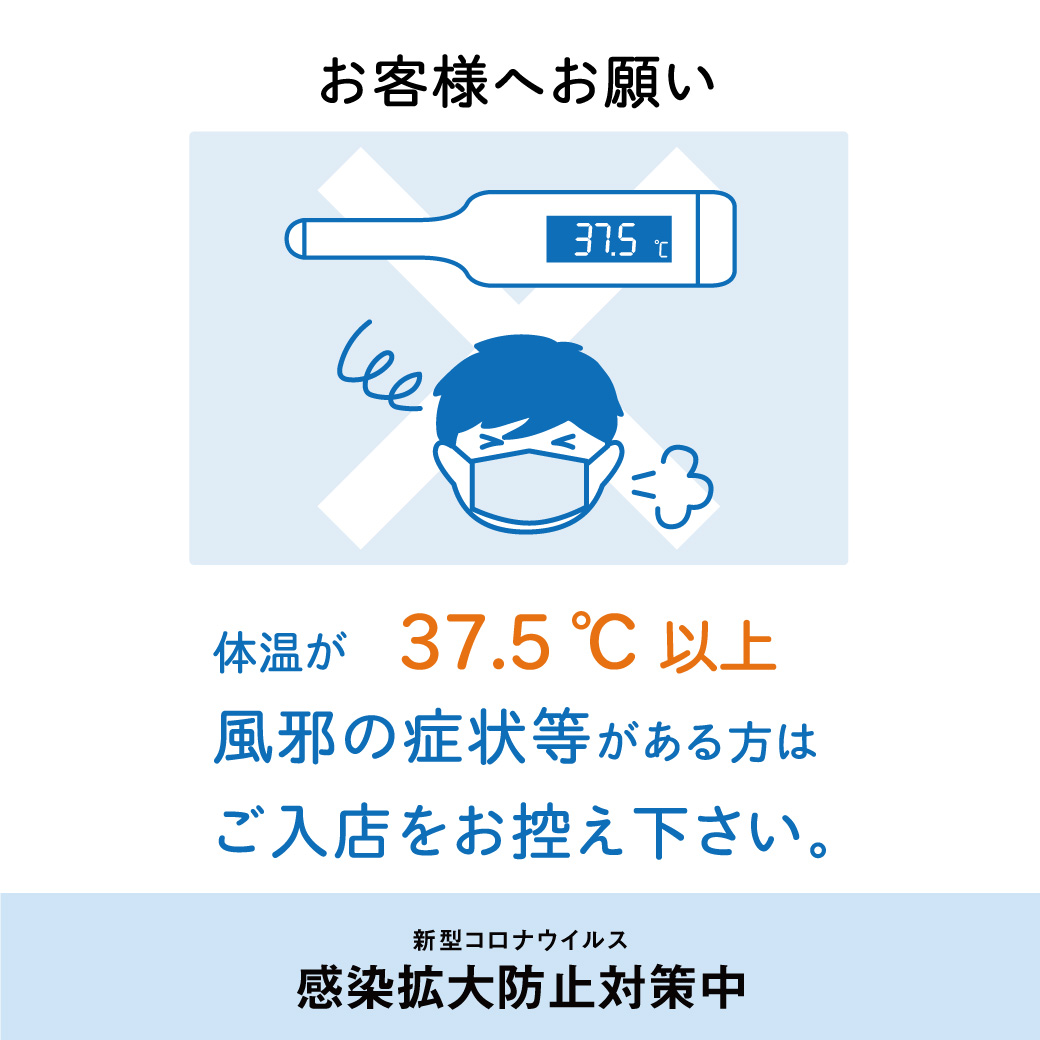 お客様へお願い
37.5 ℃
体温が 37.5 ℃ 以上
風邪の症状等がある方は
ご入店をお控え下さい。
新型コロナウイルス
感染拡大防止対策中